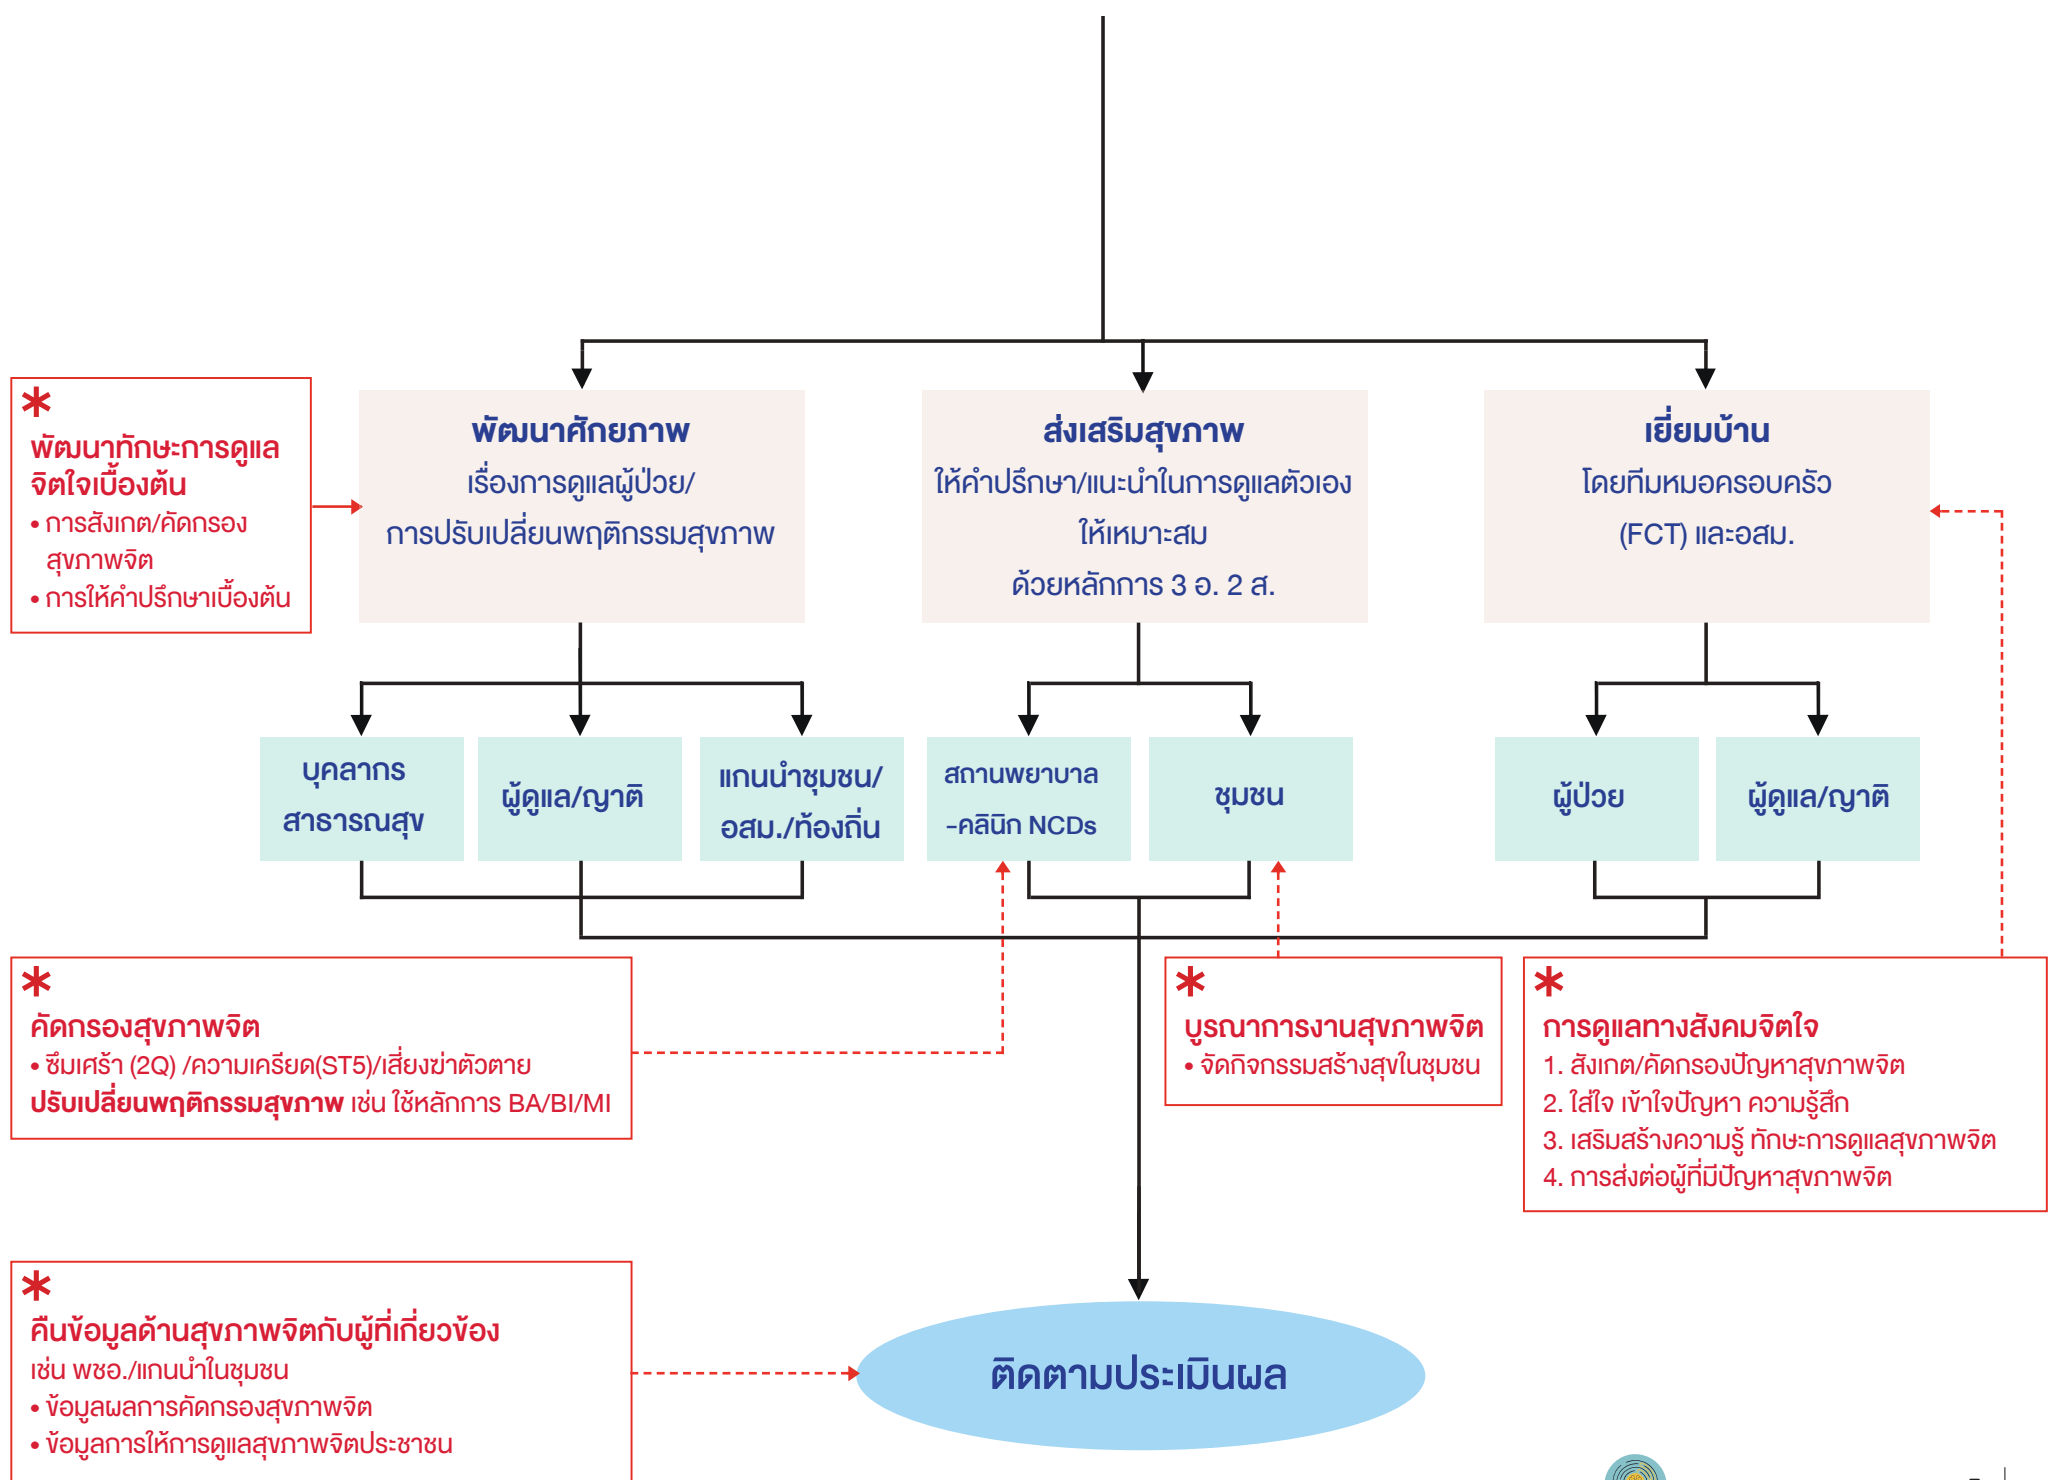 *
พัฒนาทักษะการดูแล
จิตใจเบื้องต้น
• การสังเกต/คัดกรอง
สุขภาพจิต
• การให้คำปรึกษาเบื้องต้น
พัฒนาศักยภาพ
เรื่องการดูแลผู้ป่วย/
การปรับเปลี่ยนพฤติกรรมสุขภาพ
ส่งเสริมสุขภาพ
ให้คำปรึกษา/แนะนำในการดูแลตัวเอง
ให้เหมาะสม
ด้วยหลักการ 3 อ. 2 ส.
เยี่ยมบ้าน
โดยทีมหมอครอบครัว
(FCT) และอสม.
บุคลากร
สาธารณสุข
ผู้ดูแล/ญาติ
แกนนำชุมชน/
อสม./ท้องถิ่น
สถานพยาบาล
-คลินิก NCDs
ชุมชน
ผู้ป่วย
ผู้ดูแล/ญาติ
*
คัดกรองสุขภาพจิต
• ซึมเศร้า (2Q) /ความเครียด(ST5)/เสี่ยงฆ่าตัวตาย
ปรับเปลี่ยนพฤติกรรมสุขภาพ เช่น ใช้หลักการ BA/BI/MI
*
บูรณาการงานสุขภาพจิต
• จัดกิจกรรมสร้างสุขในชุมชน
*
การดูแลทางสังคมจิตใจ
1. สังเกต/คัดกรองปัญหาสุขภาพจิต
2. ใส่ใจ เข้าใจปัญหา ความรู้สึก
3. เสริมสร้างความรู้ ทักษะการดูแลสุขภาพจิต
4. การส่งต่อผู้ที่มีปัญหาสุขภาพจิต
*
คืนข้อมูลด้านสุขภาพจิตกับผู้ที่เกี่ยวข้อง
เช่น พชอ./แกนนำในชุมชน
• ข้อมูลผลการคัดกรองสุขภาพจิต
• ข้อมูลการให้การดูแลสุขภาพจิตประชาชน
ติดตามประเมินผล